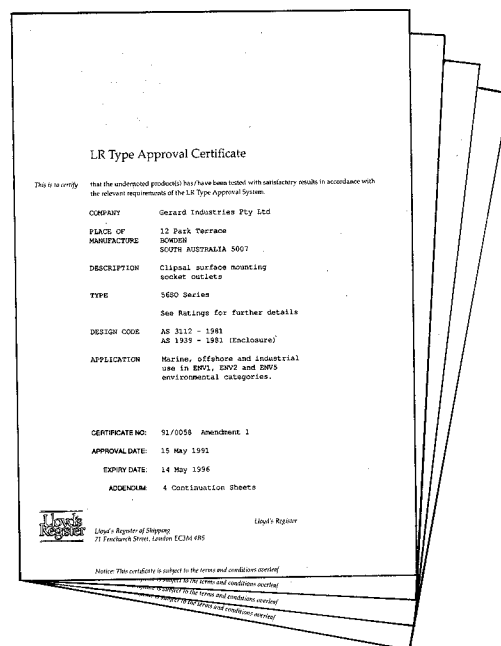 LR Type Approval Certificate
This is to certify that the undernoted product(s) has/have been tested with satisfactory results in accordance with
the relevant requirements of the LR Type Approval System.
COMPANY Gerard Industries Pty Ltd
PLACE OF 12 Park Terrace
MANUFACTURE BOWDEN
SOUTH AUSTRALIA 5007
DESCRIPTION Clipsal surface mounting
socket outlets
TYPE 56SO Series
See Ratings for further details
DESIGN CODE AS 3112 - 1981
AS 1939 - 1981 (Enclosure)
APPLICATION Marine, offshore and industrial
use in ENV1, ENV2 and ENV5
environmental categories.
CERTIFICATE NO: 91/0058 Amendment 1
APPROVAL DATE: 15 May 1991
EXPIRY DATE: 14 May 1996
ADDENDUM: 4 Continuation Sheets
Lloyd's
Register
Lloyd's Register
Lloyd's Register of Shipping
71 Fenchurch Street, London EC3M 4BS
Notice: This certificate is subject to the terms and conditions overleaf
is subject to the terms and conditions overleaf
is subject to the terms and conditions overleaf
is subject to the terms and conditions overleaf